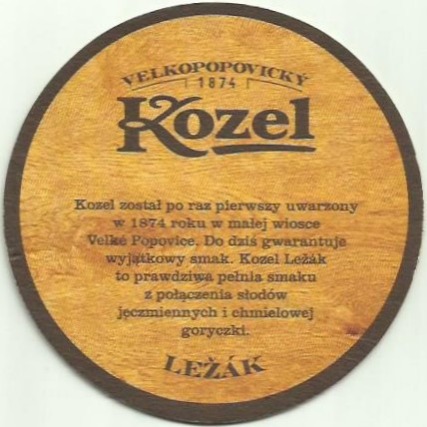 VELKOPOPOVICKÝ
1874
Kozel
Kozel został po raz pierwszy uwarzony
w 1874 roku w małej wiosce
Velké Popovice. Do dziś gwarantuje
wyjątkowy smak. Kozel Ležák
to prawdziwa pełnia smaku
z połączenia słodów
jęczmiennych i chmielowej
goryczki.
LEŽÁK